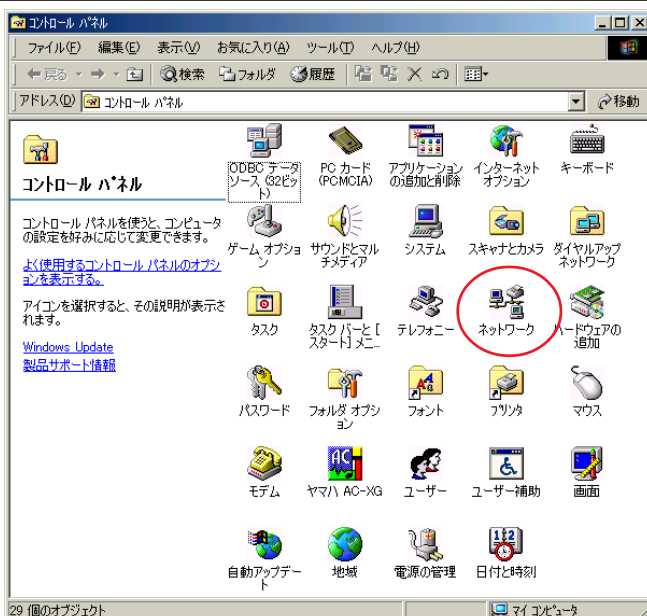 コントロール パネル
ファイル(F) 編集(E) 表示(V) お気に入り(A) ツール(T) ヘルプ(H)
戻る 検索 フォルダ 履歴
アドレス(D) コントロール パネル 移動
コントロール パネル
コントロール パネルを使うと、コンピュータ
の設定を好みに応じて変更できます。
よく使用するコントロール パネルのオプシ
ョンを表示する。
アイコンを選択すると、その説明が表示さ
れます。
Windows Update
製品サポート情報
ODBC データ
ソース (32ビッ
ト)
PC カード
(PCMCIA)
アプリケーション
の追加と削除
インターネット
オプション
キーボード
ゲーム オプショ
ン
サウンドとマル
チメディア
システム
スキャナとカメラ
ダイヤルアップ
ネットワーク
タスク
タスク バーと [
スタート] メニ...
テレフォニー
ネットワーク
ハードウェアの
追加
パスワード
フォルダ オプシ
ョン
フォント
プリンタ
マウス
モデム
ヤマハ AC-XG
ユーザー
ユーザー補助
画面
自動アップデー
ト
地域
電源の管理
日付と時刻
29 個のオブジェクト
マイ コンピュータ